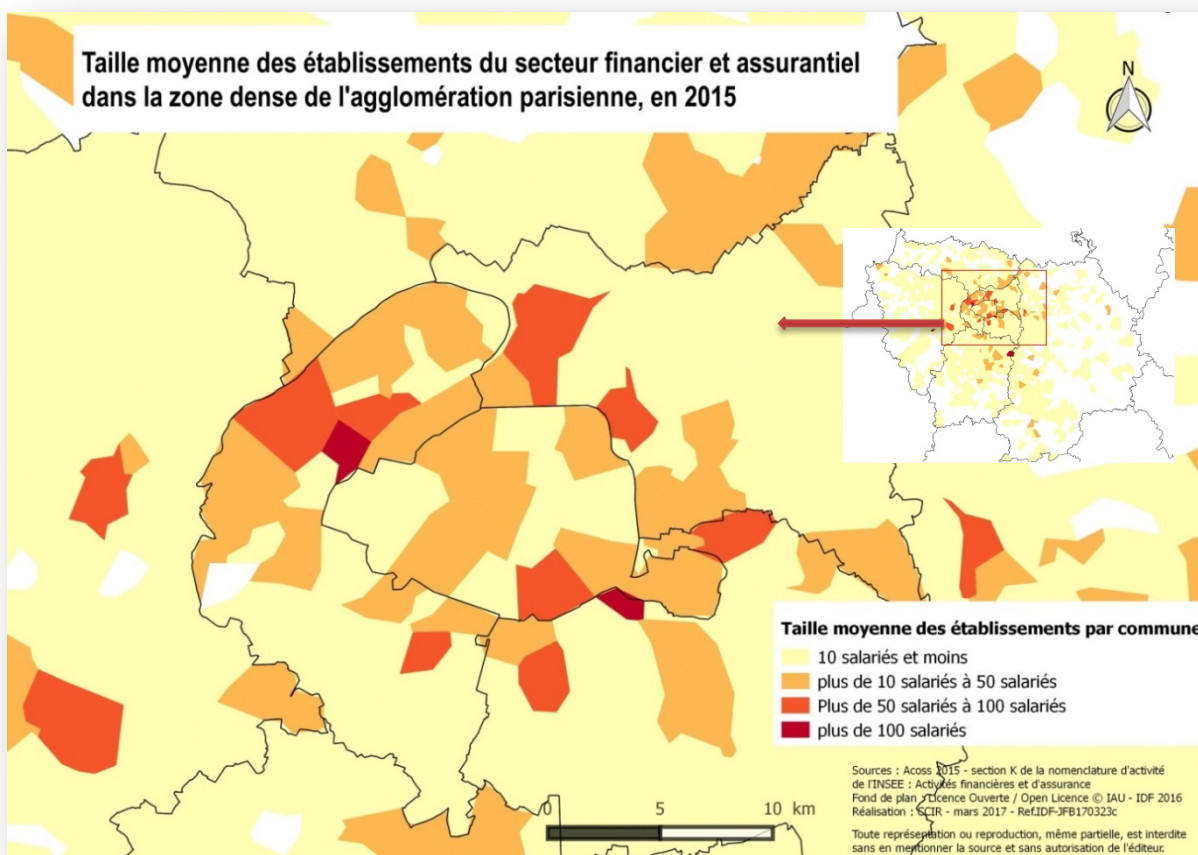 Taille moyenne des établissements du secteur financier et assurantiel
dans la zone dense de l'agglomération parisienne, en 2015
N
Taille moyenne des établissements par commune
10 salariés et moins
plus de 10 salariés à 50 salariés
Plus de 50 salariés à 100 salariés
plus de 100 salariés
Sources : Acoss 2015 - section K de la nomenclature d'activité
de l'INSEE : Activités financières et d'assurance
Fond de plan : Licence Ouverte / Open Licence © IAU - IDF 2016
Réalisation : CCIR - mars 2017 - Ref.IDF-JFB170323c
Toute représentation ou reproduction, même partielle, est interdite
sans en mentionner la source et sans autorisation de l'éditeur.
0 5 10 km